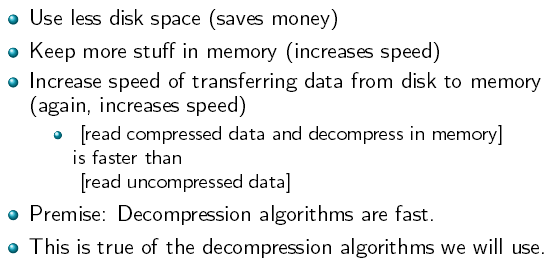 Use less disk space (saves money)
Keep more stuff in memory (increases speed)
Increase speed of transferring data from disk to memory
(again, increases speed)
[read compressed data and decompress in memory]
is faster than
[read uncompressed data]
Premise: Decompression algorithms are fast.
This is true of the decompression algorithms we will use.